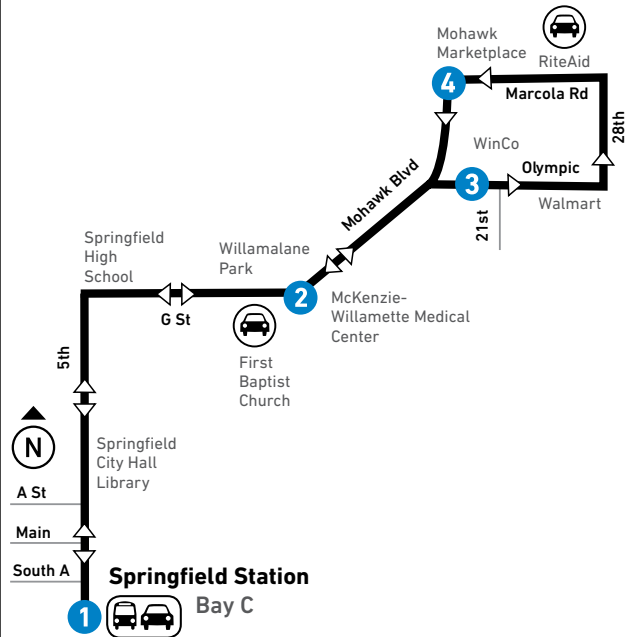 Mohawk
Marketplace
RiteAid
4
Marcola Rd
28th
WinCo
Olympic
3
Walmart
21st
Mohawk Blvd
Springfield
High
School
Willamalane
Park
2
McKenzie-
Willamette Medical
Center
G St
First
Baptist
Church
5th
N
Springfield
City Hall
Library
A St
Main
South A
Springfield Station
Bay C
1